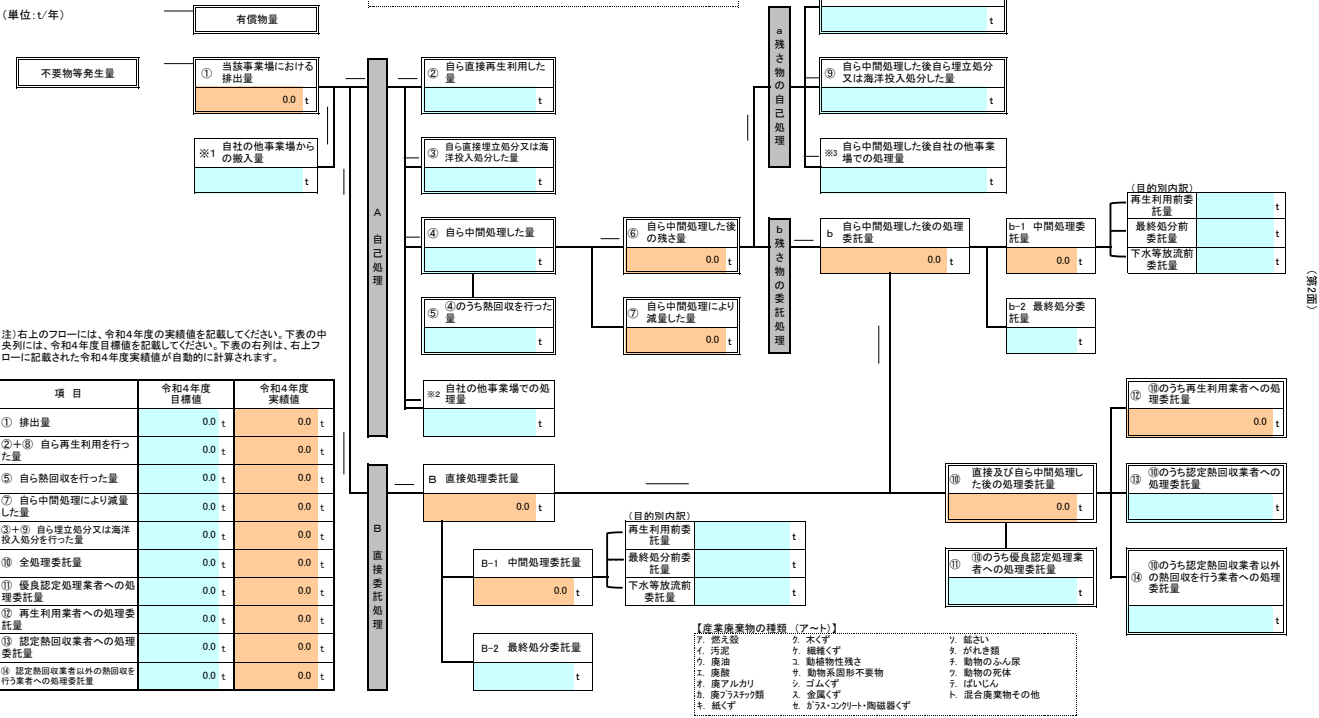 (単位:t/年)
有償物量
不要物等発生量
① 当該事業場における
排出量
0.0 t
※1 自社の他事業場から
の搬入量
t
A 自己処理
② 自ら直接再生利用した
量
t
③ 自ら直接埋立処分又は海
洋投入処分した量
t
④ 自ら中間処理した量
t
⑤ ④のうち熱回収を行った
量
t
※2 自社の他事業場での処
理量
t
⑥ 自ら中間処理した後
の残さ量
0.0 t
⑦ 自ら中間処理により
減量した量
0.0 t
a 残さ物の自己処理
t
⑨ 自ら中間処理した後自ら埋立処分
又は海洋投入処分した量
t
※3 自ら中間処理した後自社の他事業
場での処理量
t
b 残さ物の委託処理
b 自ら中間処理した後の処理
委託量
0.0 t
b-1 中間処理委
託量
0.0 t
b-2 最終処分委
託量
t
(目的別内訳)
再生利用前委
託量 t
最終処分前
委託量 t
下水等放流前
委託量 t
(第2面)
注)右上のフローには、令和4年度の実績値を記載してください。下表の中
央列には、令和4年度目標値を記載してください。下表の右列は、右上フ
ローに記載された令和4年度実績値が自動的に計算されます。
項 目 令和4年度
目標値 令和4年度
実績値
① 排出量 0.0 t 0.0 t
②+⑧ 自ら再生利用を行っ
た量 0.0 t 0.0 t
⑤ 自ら熱回収を行った量 0.0 t 0.0 t
⑦ 自ら中間処理により減量
した量 0.0 t 0.0 t
③+⑨ 自ら埋立処分又は海洋
投入処分を行った量 0.0 t 0.0 t
⑩ 全処理委託量 0.0 t 0.0 t
⑪ 優良認定処理業者への処
理委託量 0.0 t 0.0 t
⑫ 再生利用業者への処理委
託量 0.0 t 0.0 t
⑬ 認定熱回収業者への処理
委託量 0.0 t 0.0 t
⑭ 認定熱回収業者以外の熱回収を
行う業者への処理委託量 0.0 t 0.0 t
B 直接委託処理
B 直接処理委託量
0.0 t
B-1 中間処理委託量
0.0 t
B-2 最終処分委託量
t
(目的別内訳)
再生利用前委
託量 t
最終処分前委
託量 t
下水等放流前
委託量 t
⑩ 直接及び自ら中間処理し
た後の処理委託量
0.0 t
⑪ ⑩のうち優良認定処理業
者への処理委託量
t
⑫ ⑩のうち再生利用業者への処
理委託量
0.0 t
⑬ ⑩のうち認定熱回収業者への
処理委託量
t
⑭ ⑩のうち認定熱回収業者以外
の熱回収を行う業者への処理
委託量
t
【産業廃棄物の種類 (ア~ト)】
ア. 燃え殻 ク. 木くず ソ. 鉱さい
イ. 汚泥 ケ. 繊維くず タ. がれき類
ウ. 廃油 コ. 動植物性残さ チ. 動物のふん尿
エ. 廃酸 サ. 動物系固形不要物 ツ. 動物の死体
オ. 廃アルカリ シ. ゴムくず テ. ばいじん
カ. 廃プラスチック類 ス. 金属くず ト. 混合廃棄物その他
キ. 紙くず セ. ガラス・コンクリート・陶磁器くず